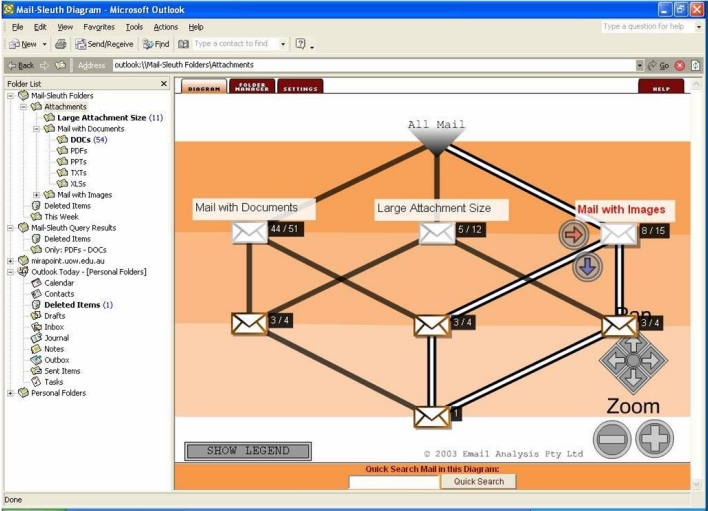 Mail-Sleuth Diagram - Microsoft Outlook
File Edit View Favorites Tools Actions Help Type a question for help
New Send/Receive Find Type a contact to find
Back Address outlook:\\Mail-Sleuth Folders\Attachments Go
Folder List X
Mail-Sleuth Folders
Attachments
Large Attachment Size (11)
Mail with Documents
DOCs (54)
PDFs
PPTs
TXTs
XLSs
Mail with Images
Deleted Items
This Week
Mail-Sleuth Query Results
Deleted Items
Only: PDFs - DOCs
mirapoint.uow.edu.au
Outlook Today - [Personal Folders]
Calendar
Contacts
Deleted Items (1)
Drafts
Inbox
Journal
Notes
Outbox
Sent Items
Tasks
Personal Folders
DIAGRAM FOLDER MANAGER SETTINGS HELP
All Mail
Mail with Documents Large Attachment Size Mail with Images
44 / 51 5 / 12 8 / 15
3 / 4 3 / 4 3 / 4
Pan
1
Zoom
SHOW LEGEND © 2003 Email Analysis Pty Ltd
Quick Search Mail in this Diagram:
Quick Search
Done